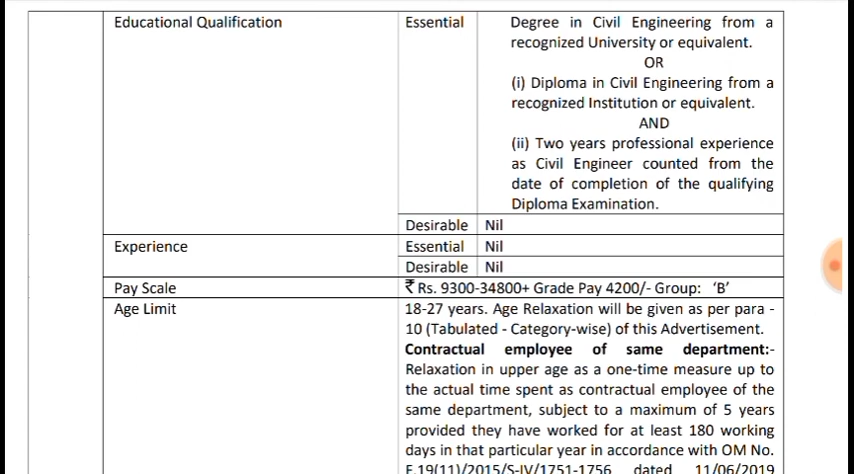 Educational Qualification Essential Degree in Civil Engineering from a
recognized University or equivalent.
OR
(i) Diploma in Civil Engineering from a
recognized Institution or equivalent.
AND
(ii) Two years professional experience
as Civil Engineer counted from the
date of completion of the qualifying
Diploma Examination.
Desirable Nil
Experience Essential Nil
Desirable Nil
Pay Scale ₹ Rs. 9300-34800+ Grade Pay 4200/- Group: ‘B’
Age Limit 18-27 years. Age Relaxation will be given as per para -
10 (Tabulated - Category-wise) of this Advertisement.
Contractual employee of same department:-
Relaxation in upper age as a one-time measure up to
the actual time spent as contractual employee of the
same department, subject to a maximum of 5 years
provided they have worked for at least 180 working
days in that particular year in accordance with OM No.
F.19(11)/2015/S-IV/1751-1756 dated 11/06/2019